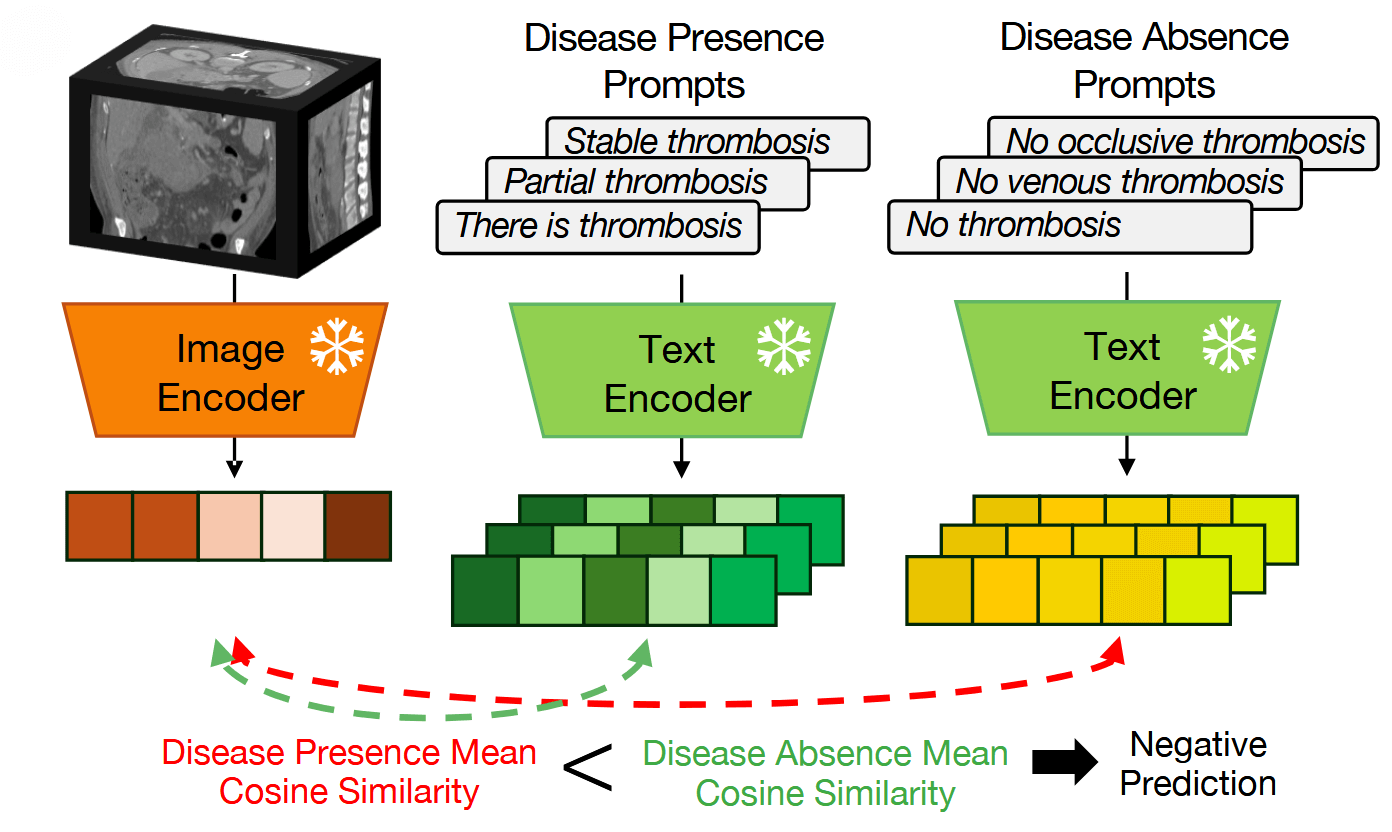 Disease Presence
Prompts
Disease Absence
Prompts
Stable thrombosis
Partial thrombosis
There is thrombosis
No occlusive thrombosis
No venous thrombosis
No thrombosis
Image
Encoder
Text
Encoder
Text
Encoder
Disease Presence Mean
Cosine Similarity
<
Disease Absence Mean
Cosine Similarity
Negative
Prediction